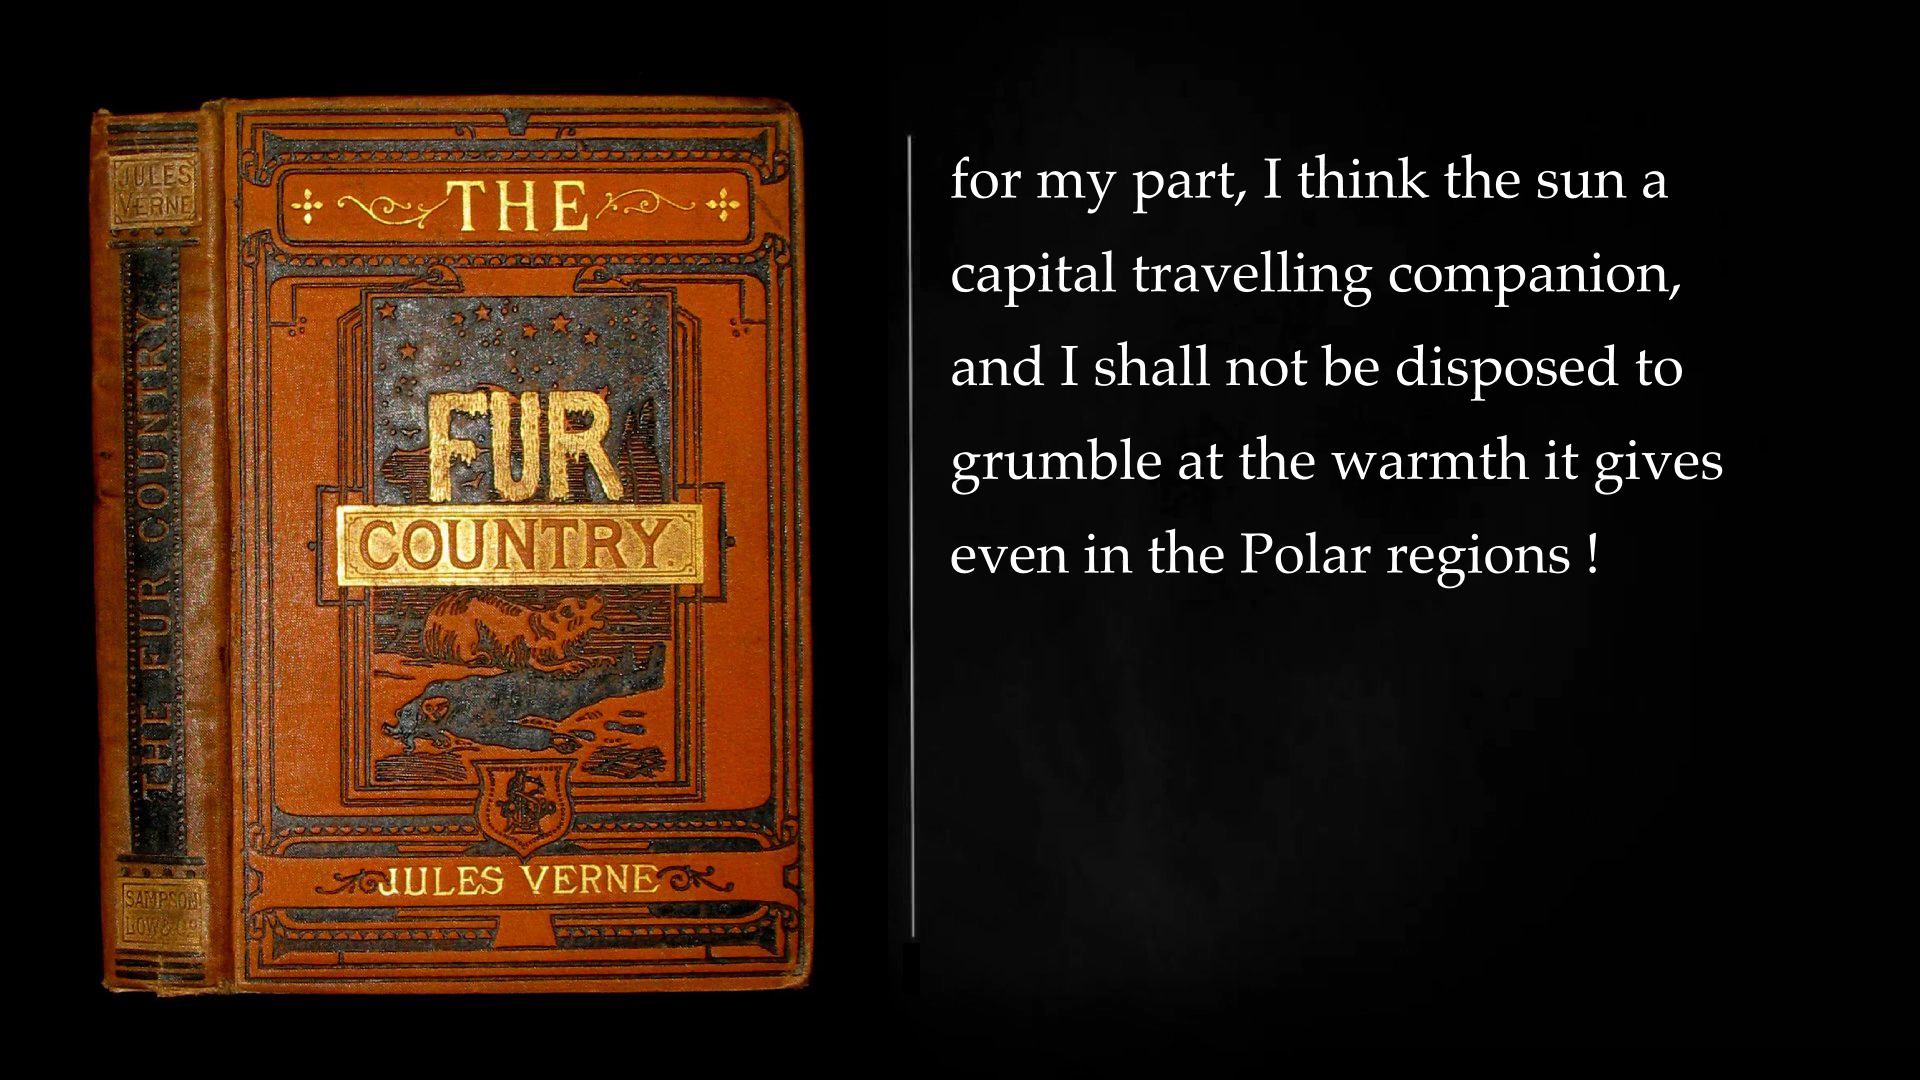 JULES
VERNE
THE FUR COUNTRY.
SAMPSON
LOW & Co
THE
FUR
COUNTRY.
JULES VERNE
for my part, I think the sun a
capital travelling companion,
and I shall not be disposed to
grumble at the warmth it gives
even in the Polar regions !